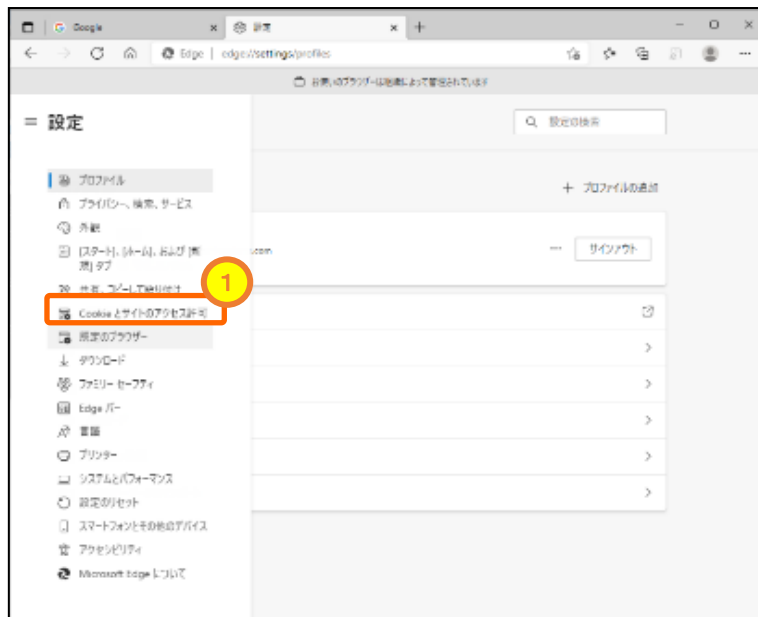 Google
設定
Edge
edge://settings/profiles
お使いのブラウザーは組織によって管理されています
設定
設定の検索
プロファイル
プロファイルの追加
プライバシー、検索、サービス
外観
[スタート]、[ホーム]、および [新
規] タブ
.com
サインアウト
共有、コピーして貼り付け
1
Cookie とサイトのアクセス許可
既定のブラウザー
ダウンロード
ファミリー セーフティ
Edge バー
言語
プリンター
システムとパフォーマンス
設定のリセット
スマートフォンとその他のデバイス
アクセシビリティ
Microsoft Edge について